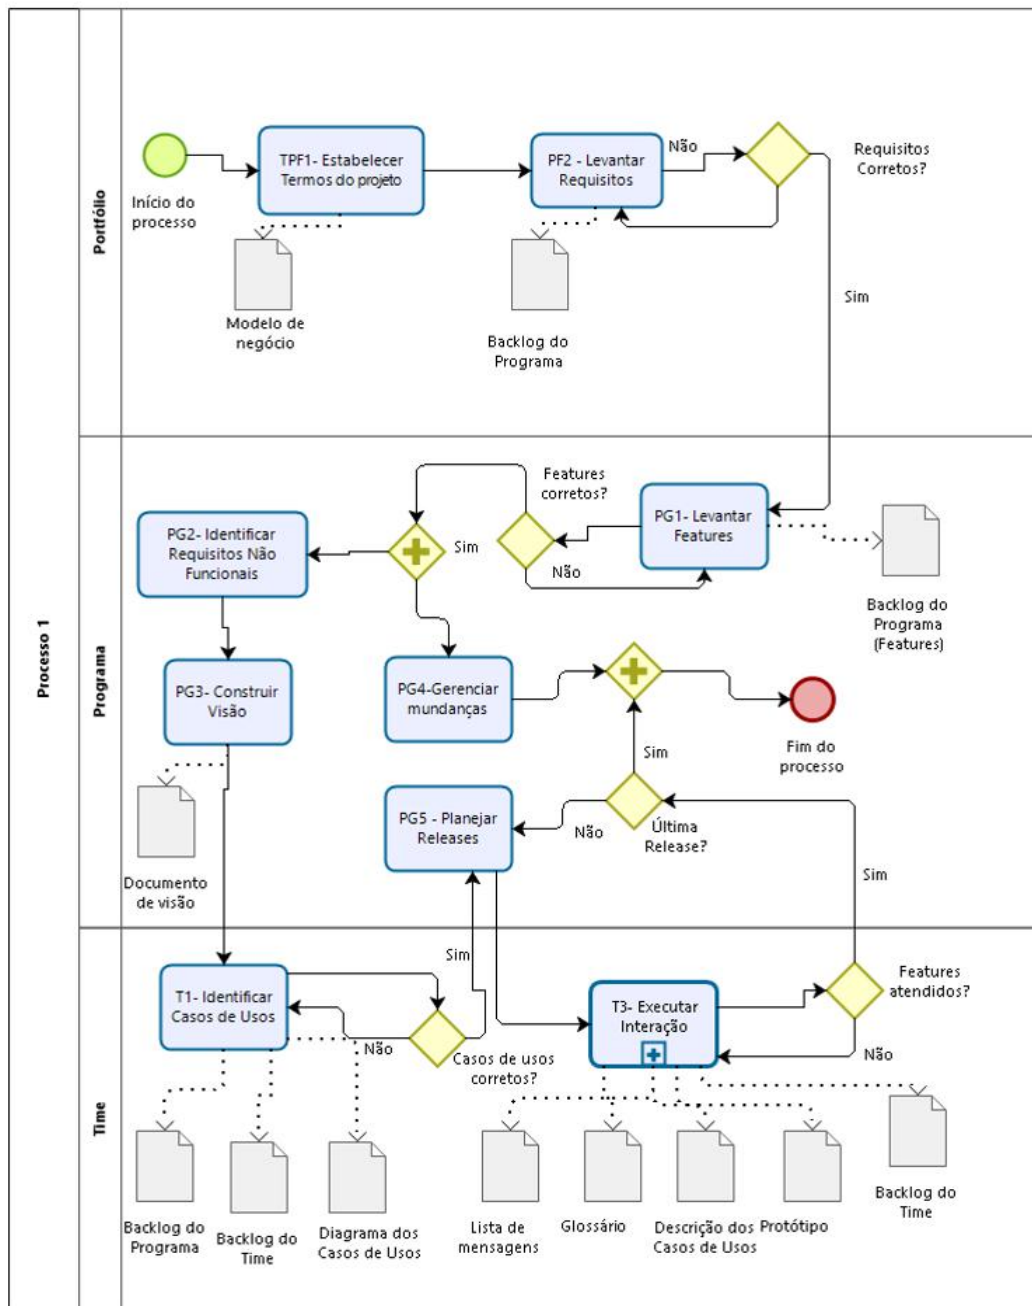 Processo 1
Portfólio
Início do
processo
TPF1- Estabelecer
Termos do projeto
Modelo de
negócio
PF2 - Levantar
Requisitos
Backlog do
Programa
Não
Requisitos
Corretos?
Sim
Programa
Features
corretos?
PG1- Levantar
Features
Não
Sim
Backlog do
Programa
(Features)
PG2- Identificar
Requisitos Não
Funcionais
PG3- Construir
Visão
Documento
de visão
PG4-Gerenciar
mundanças
Fim do
processo
Sim
PG5 - Planejar
Releases
Não
Última
Release?
Sim
Time
T1- Identificar
Casos de Usos
Sim
Não
Casos de usos
corretos?
T3- Executar
Interação
Features
atendidos?
Não
Backlog do
Programa
Backlog do
Time
Diagrama dos
Casos de Usos
Lista de
mensagens
Glossário
Descrição dos
Casos de Usos
Protótipo
Backlog do
Time